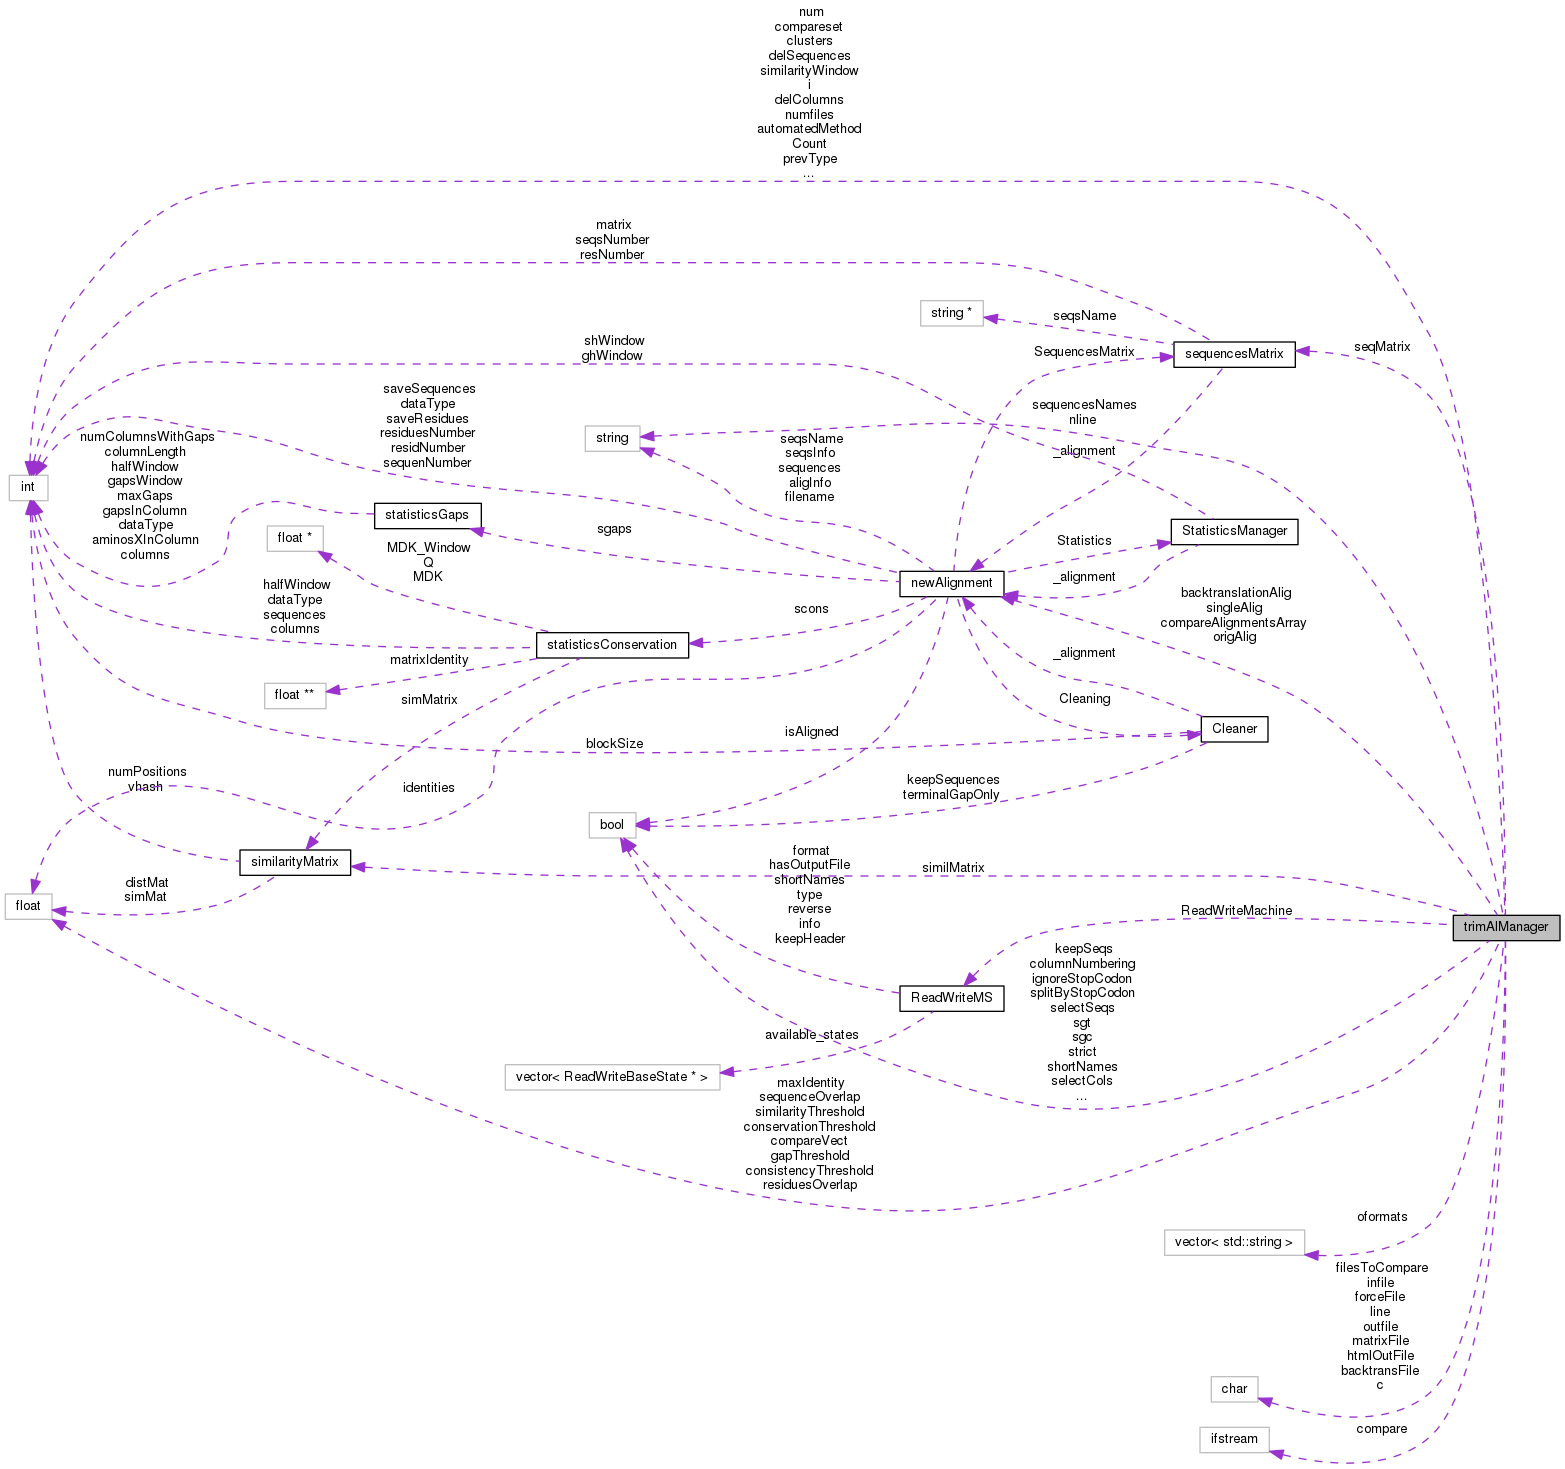 num
compareset
clusters
delSequences
similarityWindow
i
delColumns
numfiles
automatedMethod
Count
prevType
...
matrix
seqsNumber
resNumber
string *
seqsName
shWindow
ghWindow
SequencesMatrix
sequencesMatrix
seqMatrix
saveSequences
dataType
saveResidues
residuesNumber
residNumber
sequenNumber
sequencesNames
nline
string
numColumnsWithGaps
columnLength
halfWindow
gapsWindow
maxGaps
gapsInColumn
dataType
aminosXInColumn
columns
seqsName
seqsInfo
sequences
aligInfo
filename
_alignment
int
statisticsGaps
float *
sgaps
Statistics
StatisticsManager
MDK_Window
Q
MDK
newAlignment
_alignment
halfWindow
dataType
sequences
columns
scons
backtranslationAlig
singleAlig
compareAlignmentsArray
origAlig
statisticsConservation
matrixIdentity
_alignment
float **
simMatrix
Cleaning
isAligned
Cleaner
blockSize
numPositions
vhash
identities
keepSequences
terminalGapOnly
bool
similarityMatrix
format
hasOutputFile
shortNames
type
reverse
info
keepHeader
similMatrix
distMat
simMat
float
ReadWriteMachine
trimAlManager
keepSeqs
columnNumbering
ignoreStopCodon
splitByStopCodon
selectSeqs
sgt
sgc
strict
shortNames
selectCols
...
ReadWriteMS
available_states
vector< ReadWriteBaseState * >
maxIdentity
sequenceOverlap
similarityThreshold
conservationThreshold
compareVect
gapThreshold
consistencyThreshold
residuesOverlap
oformats
vector< std::string >
filesToCompare
infile
forceFile
line
outfile
matrixFile
htmlOutFile
backtransFile
c
char
compare
ifstream